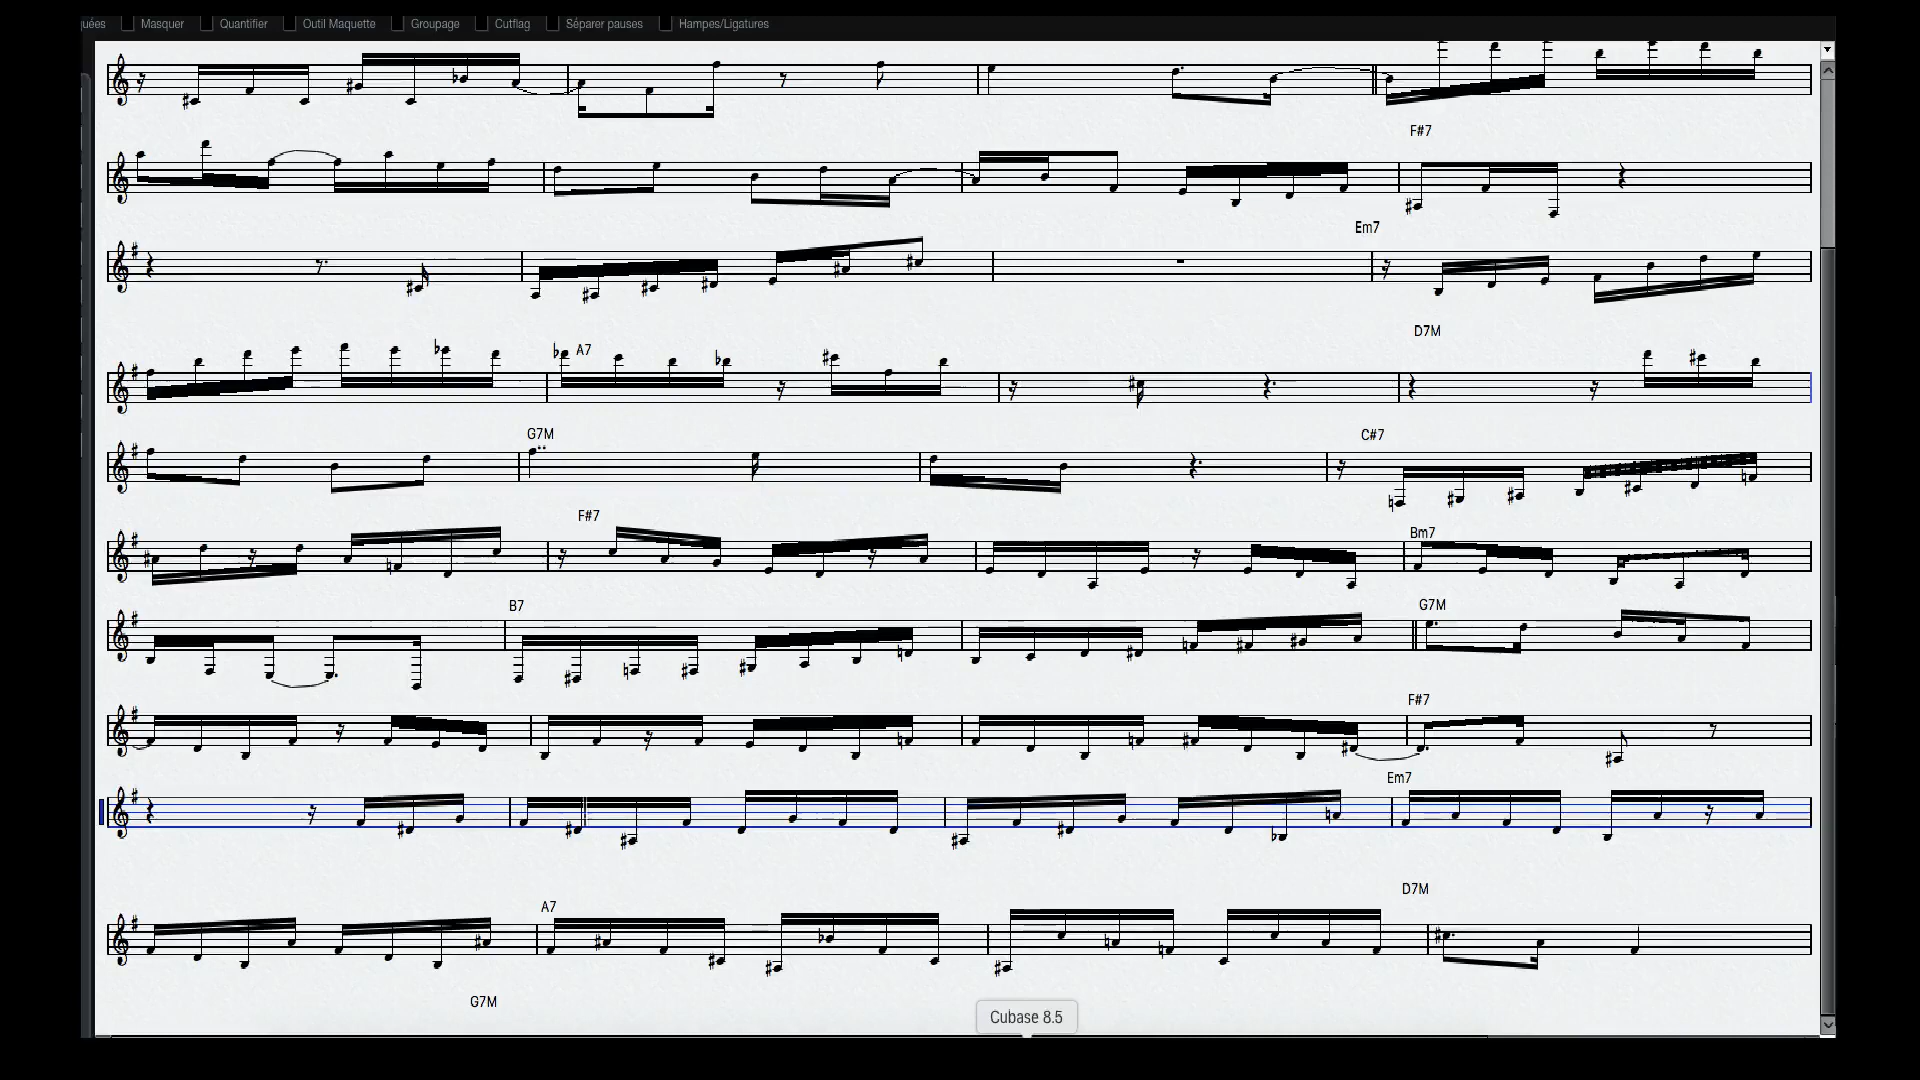 uées Masquer Quantifier Outil Maquette Groupage Cutflag Séparer pauses Hampes/Ligatures
F#7
Em7
D7M
A7
G7M C#7
F#7 Bm7
B7 G7M
F#7
Em7
D7M
A7
G7M
Cubase 8.5